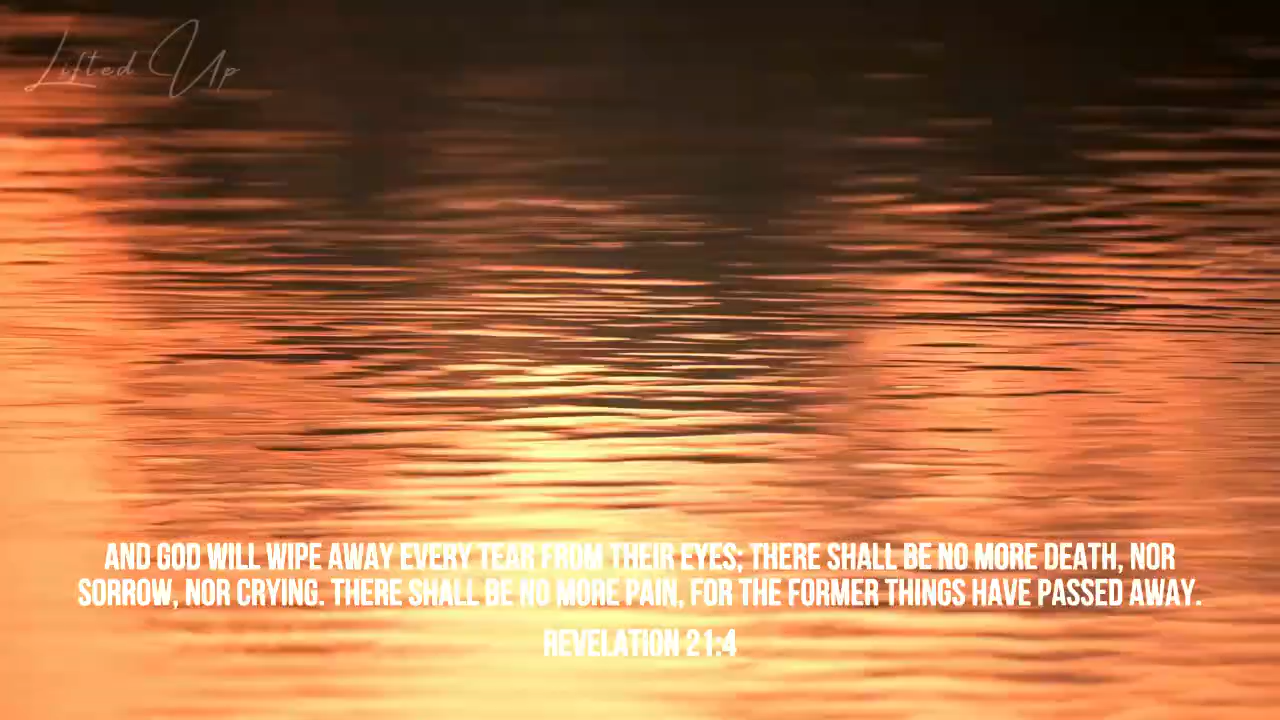 Lifted Up
AND GOD WILL WIPE AWAY EVERY TEAR FROM THEIR EYES; THERE SHALL BE NO MORE DEATH, NOR
SORROW, NOR CRYING. THERE SHALL BE NO MORE PAIN, FOR THE FORMER THINGS HAVE PASSED AWAY.
REVELATION 21:4